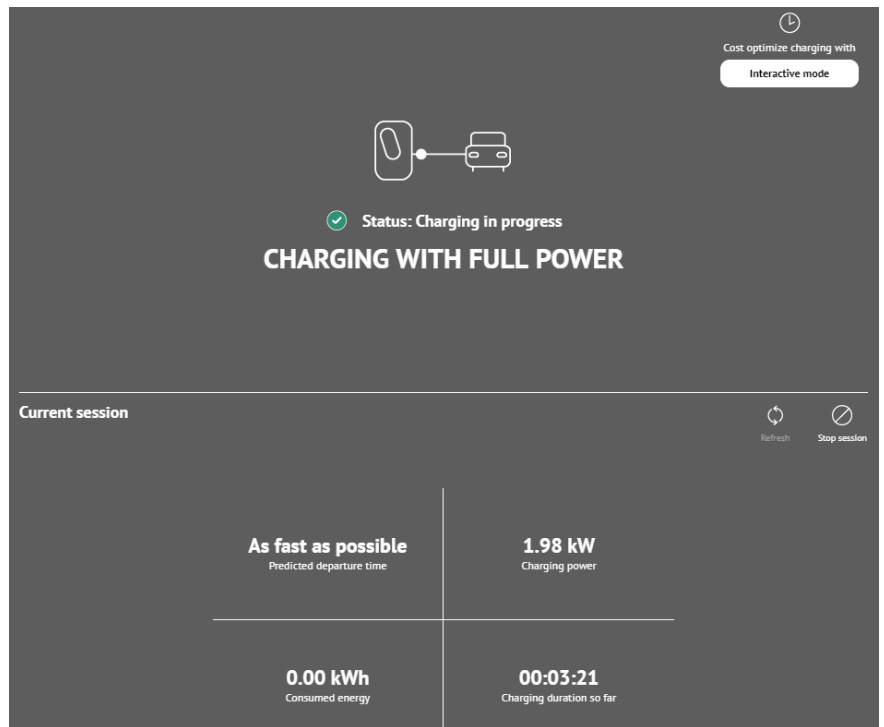 Cost optimize charging with
Interactive mode
Status: Charging in progress
CHARGING WITH FULL POWER
Current session
Refresh
Stop session
As fast as possible
Predicted departure time
1.98 kW
Charging power
0.00 kWh
Consumed energy
00:03:21
Charging duration so far